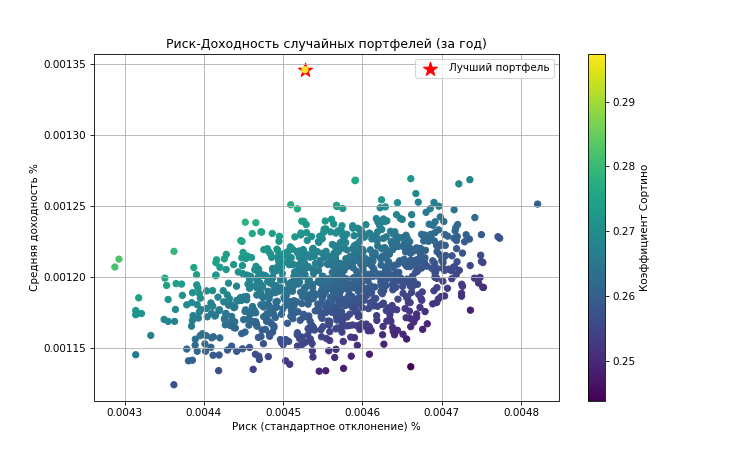 Риск-Доходность случайных портфелей (за год)
Лучший портфель
0.00135
0.00130
0.00125
0.00120
0.00115
Средняя доходность %
0.0043 0.0044 0.0045 0.0046 0.0047 0.0048
Риск (стандартное отклонение) %
0.29
0.28
0.27
0.26
0.25
Коэффициент Сортино